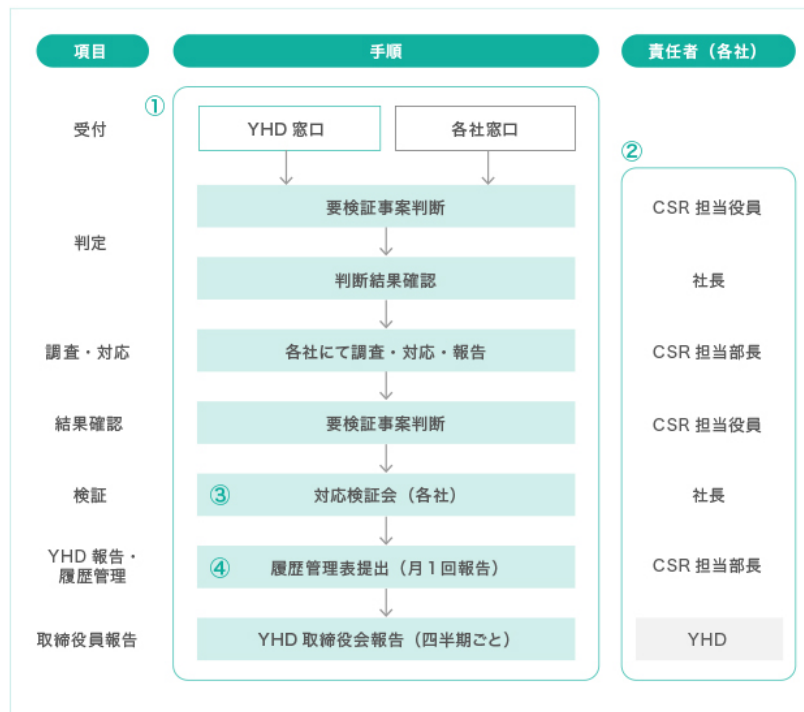 項目
手順
責任者（各社）
①
受付
YHD 窓口
各社窓口
②
要検証事案判断
CSR 担当役員
判定
判断結果確認
社長
調査・対応
各社にて調査・対応・報告
CSR 担当部長
結果確認
要検証事案判断
CSR 担当役員
検証
③
対応検証会（各社）
社長
YHD 報告・
履歴管理
④
履歴管理表提出（月1回報告）
CSR 担当部長
取締役員報告
YHD 取締役会報告（四半期ごと）
YHD